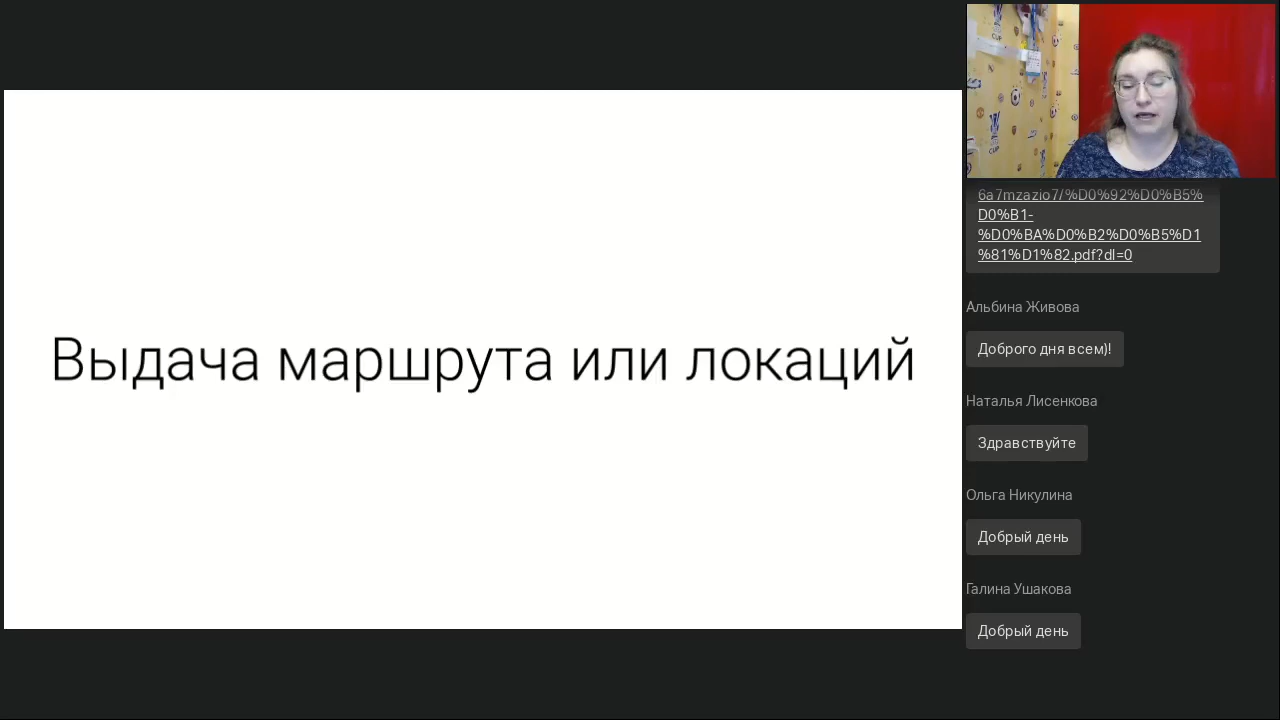 Выдача маршрута или локаций
CUP
CUP
6a7mzazio7/%D0%92%D0%B5%
D0%B1-
%D0%BA%D0%B2%D0%B5%D1
%81%D1%82.pdf?dl=0
Альбина Живова
Доброго дня всем)!
Наталья Лисенкова
Здравствуйте
Ольга Никулина
Добрый день
Галина Ушакова
Добрый день